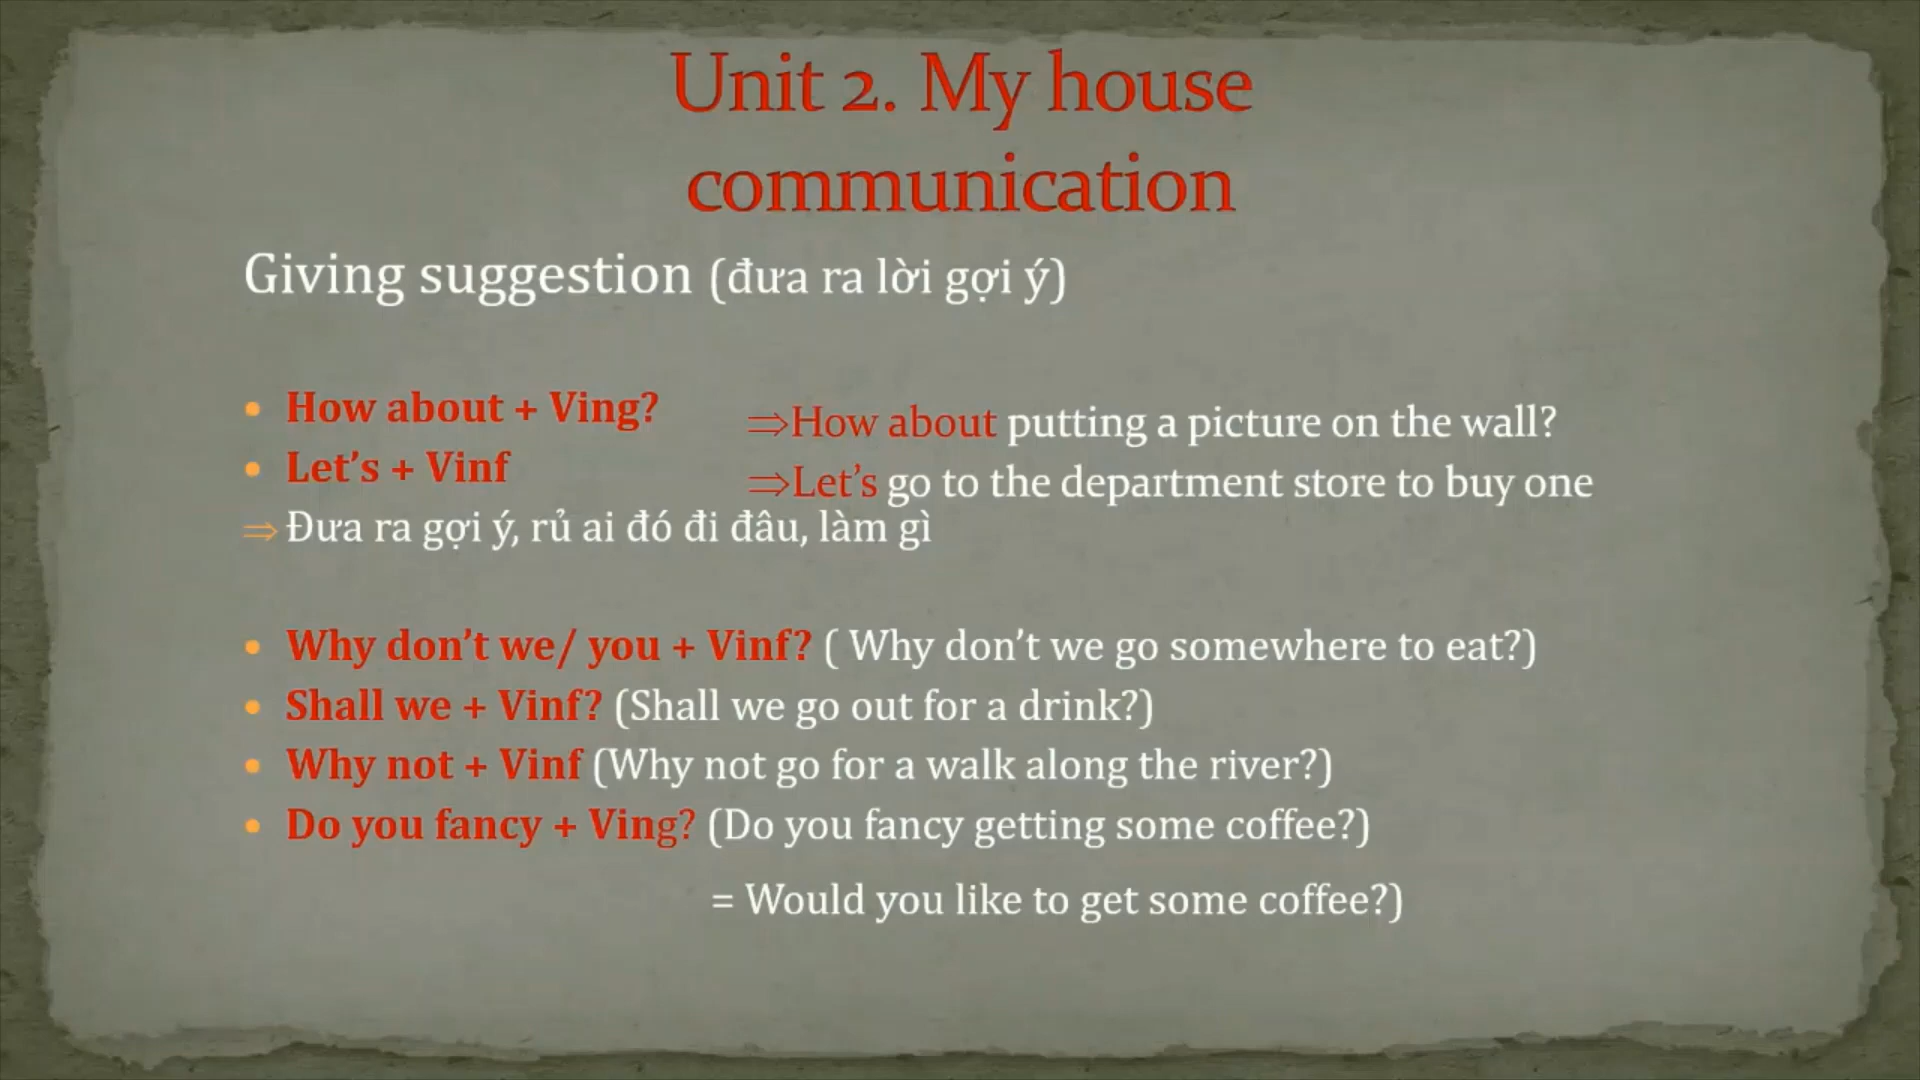 Unit 2. My house
communication
Giving suggestion (đưa ra lời gợi ý)
• How about + Ving?
⇒How about putting a picture on the wall?
• Let’s + Vinf
⇒Let’s go to the department store to buy one
⇒ Đưa ra gợi ý, rủ ai đó đi đâu, làm gì
• Why don’t we/ you + Vinf? ( Why don’t we go somewhere to eat?)
• Shall we + Vinf? (Shall we go out for a drink?)
• Why not + Vinf (Why not go for a walk along the river?)
• Do you fancy + Ving? (Do you fancy getting some coffee?)
= Would you like to get some coffee?)